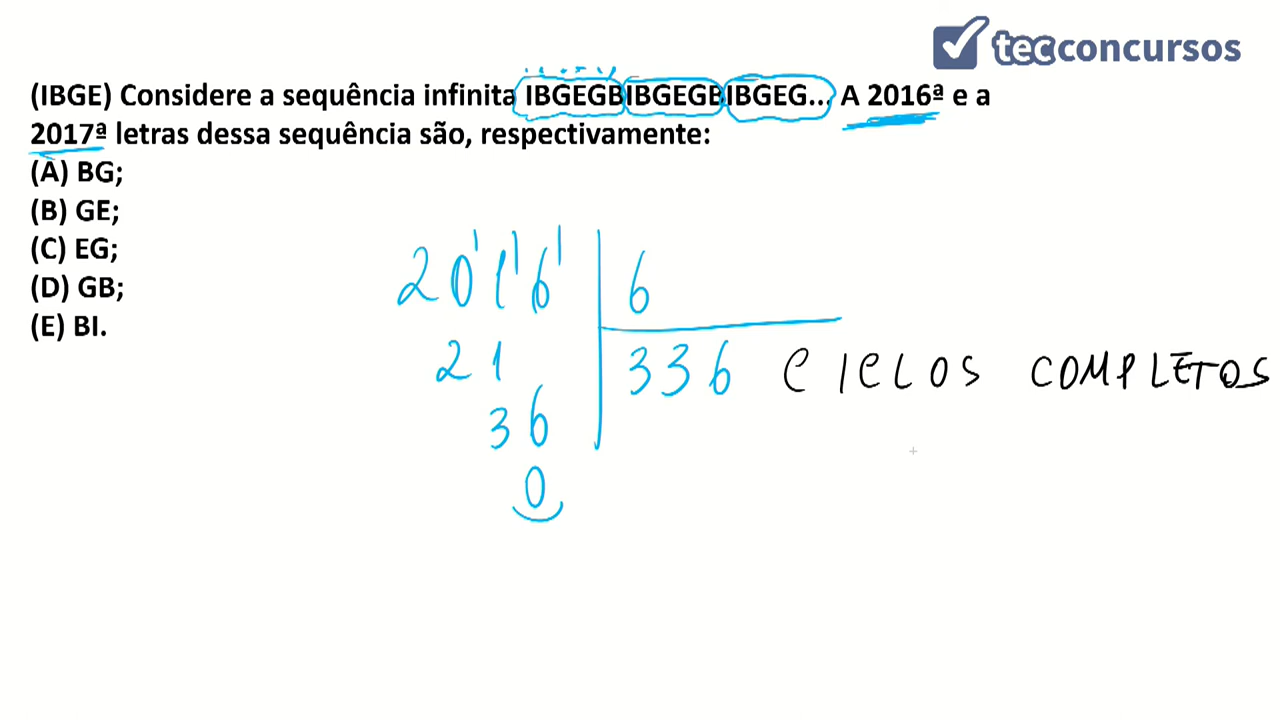 tecconcursos
(IBGE) Considere a sequência infinita IBGEGBIBGEGBIBGEG... A 2016ª e a
2017ª letras dessa sequência são, respectivamente:
(A) BG;
(B) GE;
(C) EG;
(D) GB;
(E) BI.
2016 6
21 336 CICLOS COMPLETOS
36
0